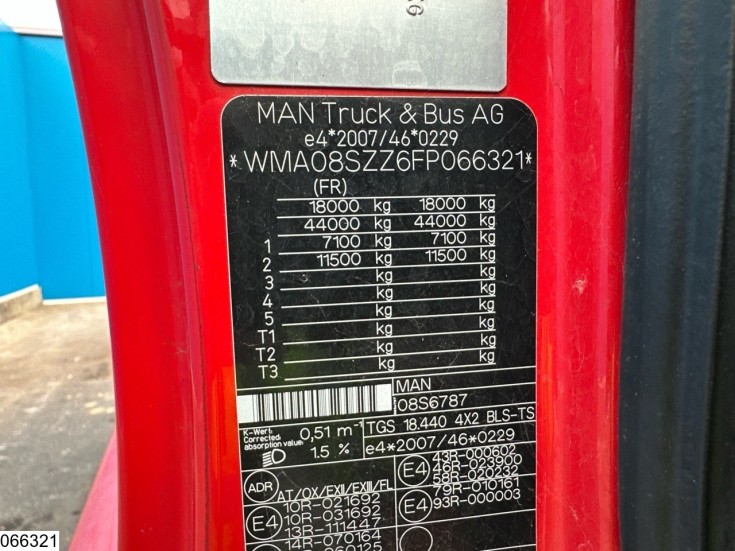 MAN Truck & Bus AG
e4*2007/46*0229
*WMA08SZZ6FP066321*
(FR)
18000 kg 18000 kg
44000 kg 44000 kg
1 7100 kg 7100 kg
2 11500 kg 11500 kg
3 kg kg
4 kg kg
5 kg kg
T1 kg kg
T2 kg kg
T3 kg kg
MAN
08S6787
K-Wert:
Corrected
absorption value:
0,51 m⁻¹
1.5 %
TGS 18.440 4X2 BLS-TS
e4*2007/46*0229
ADR
AT/OX/EXII/EXIII/FL
E4
10R-021692
10R-031692
13R-111447
14R-070164
E4
43R-000602
46R-023900
58R-020232
E4
79R-010161
93R-000003
066321